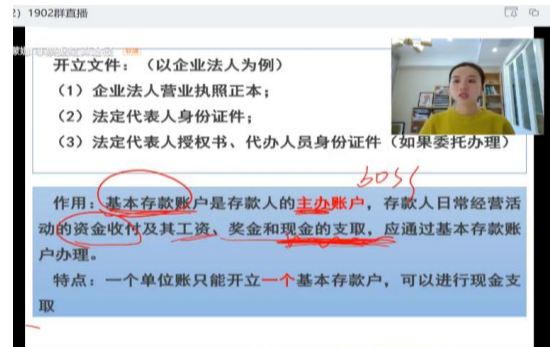 1902群直播
开立文件：（以企业法人为例）
（1）企业法人营业执照正本；
（2）法定代表人身份证件；
（3）法定代表人授权书、代办人员身份证件（如果委托办理）
boss
作用：基本存款账户是存款人的主办账户，存款人日常经营活
动的资金收付及其工资、奖金和现金的支取，应通过基本存款账
户办理。
特点：一个单位账只能开立一个基本存款户，可以进行现金支
取